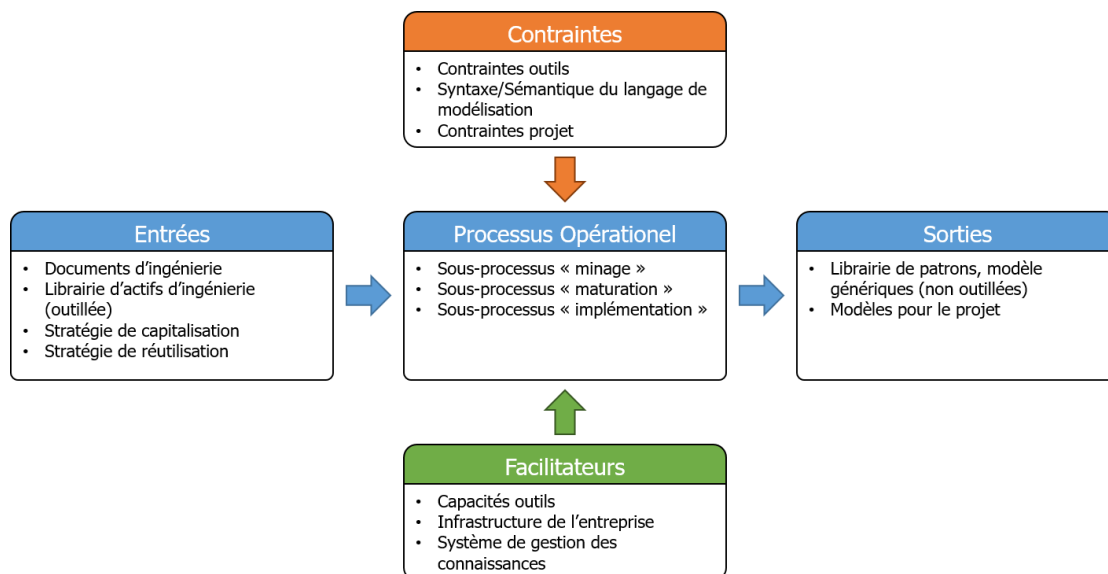 Contraintes
• Contraintes outils
• Syntaxe/Sémantique du langage de
modélisation
• Contraintes projet
Entrées
• Documents d'ingénierie
• Librairie d'actifs d'ingénierie
(outillée)
• Stratégie de capitalisation
• Stratégie de réutilisation
Processus Opérationel
• Sous-processus « minage »
• Sous-processus « maturation »
• Sous-processus « implémentation »
Sorties
• Librairie de patrons, modèle
génériques (non outillées)
• Modèles pour le projet
Facilitateurs
• Capacités outils
• Infrastructure de l'entreprise
• Système de gestion des
connaissances